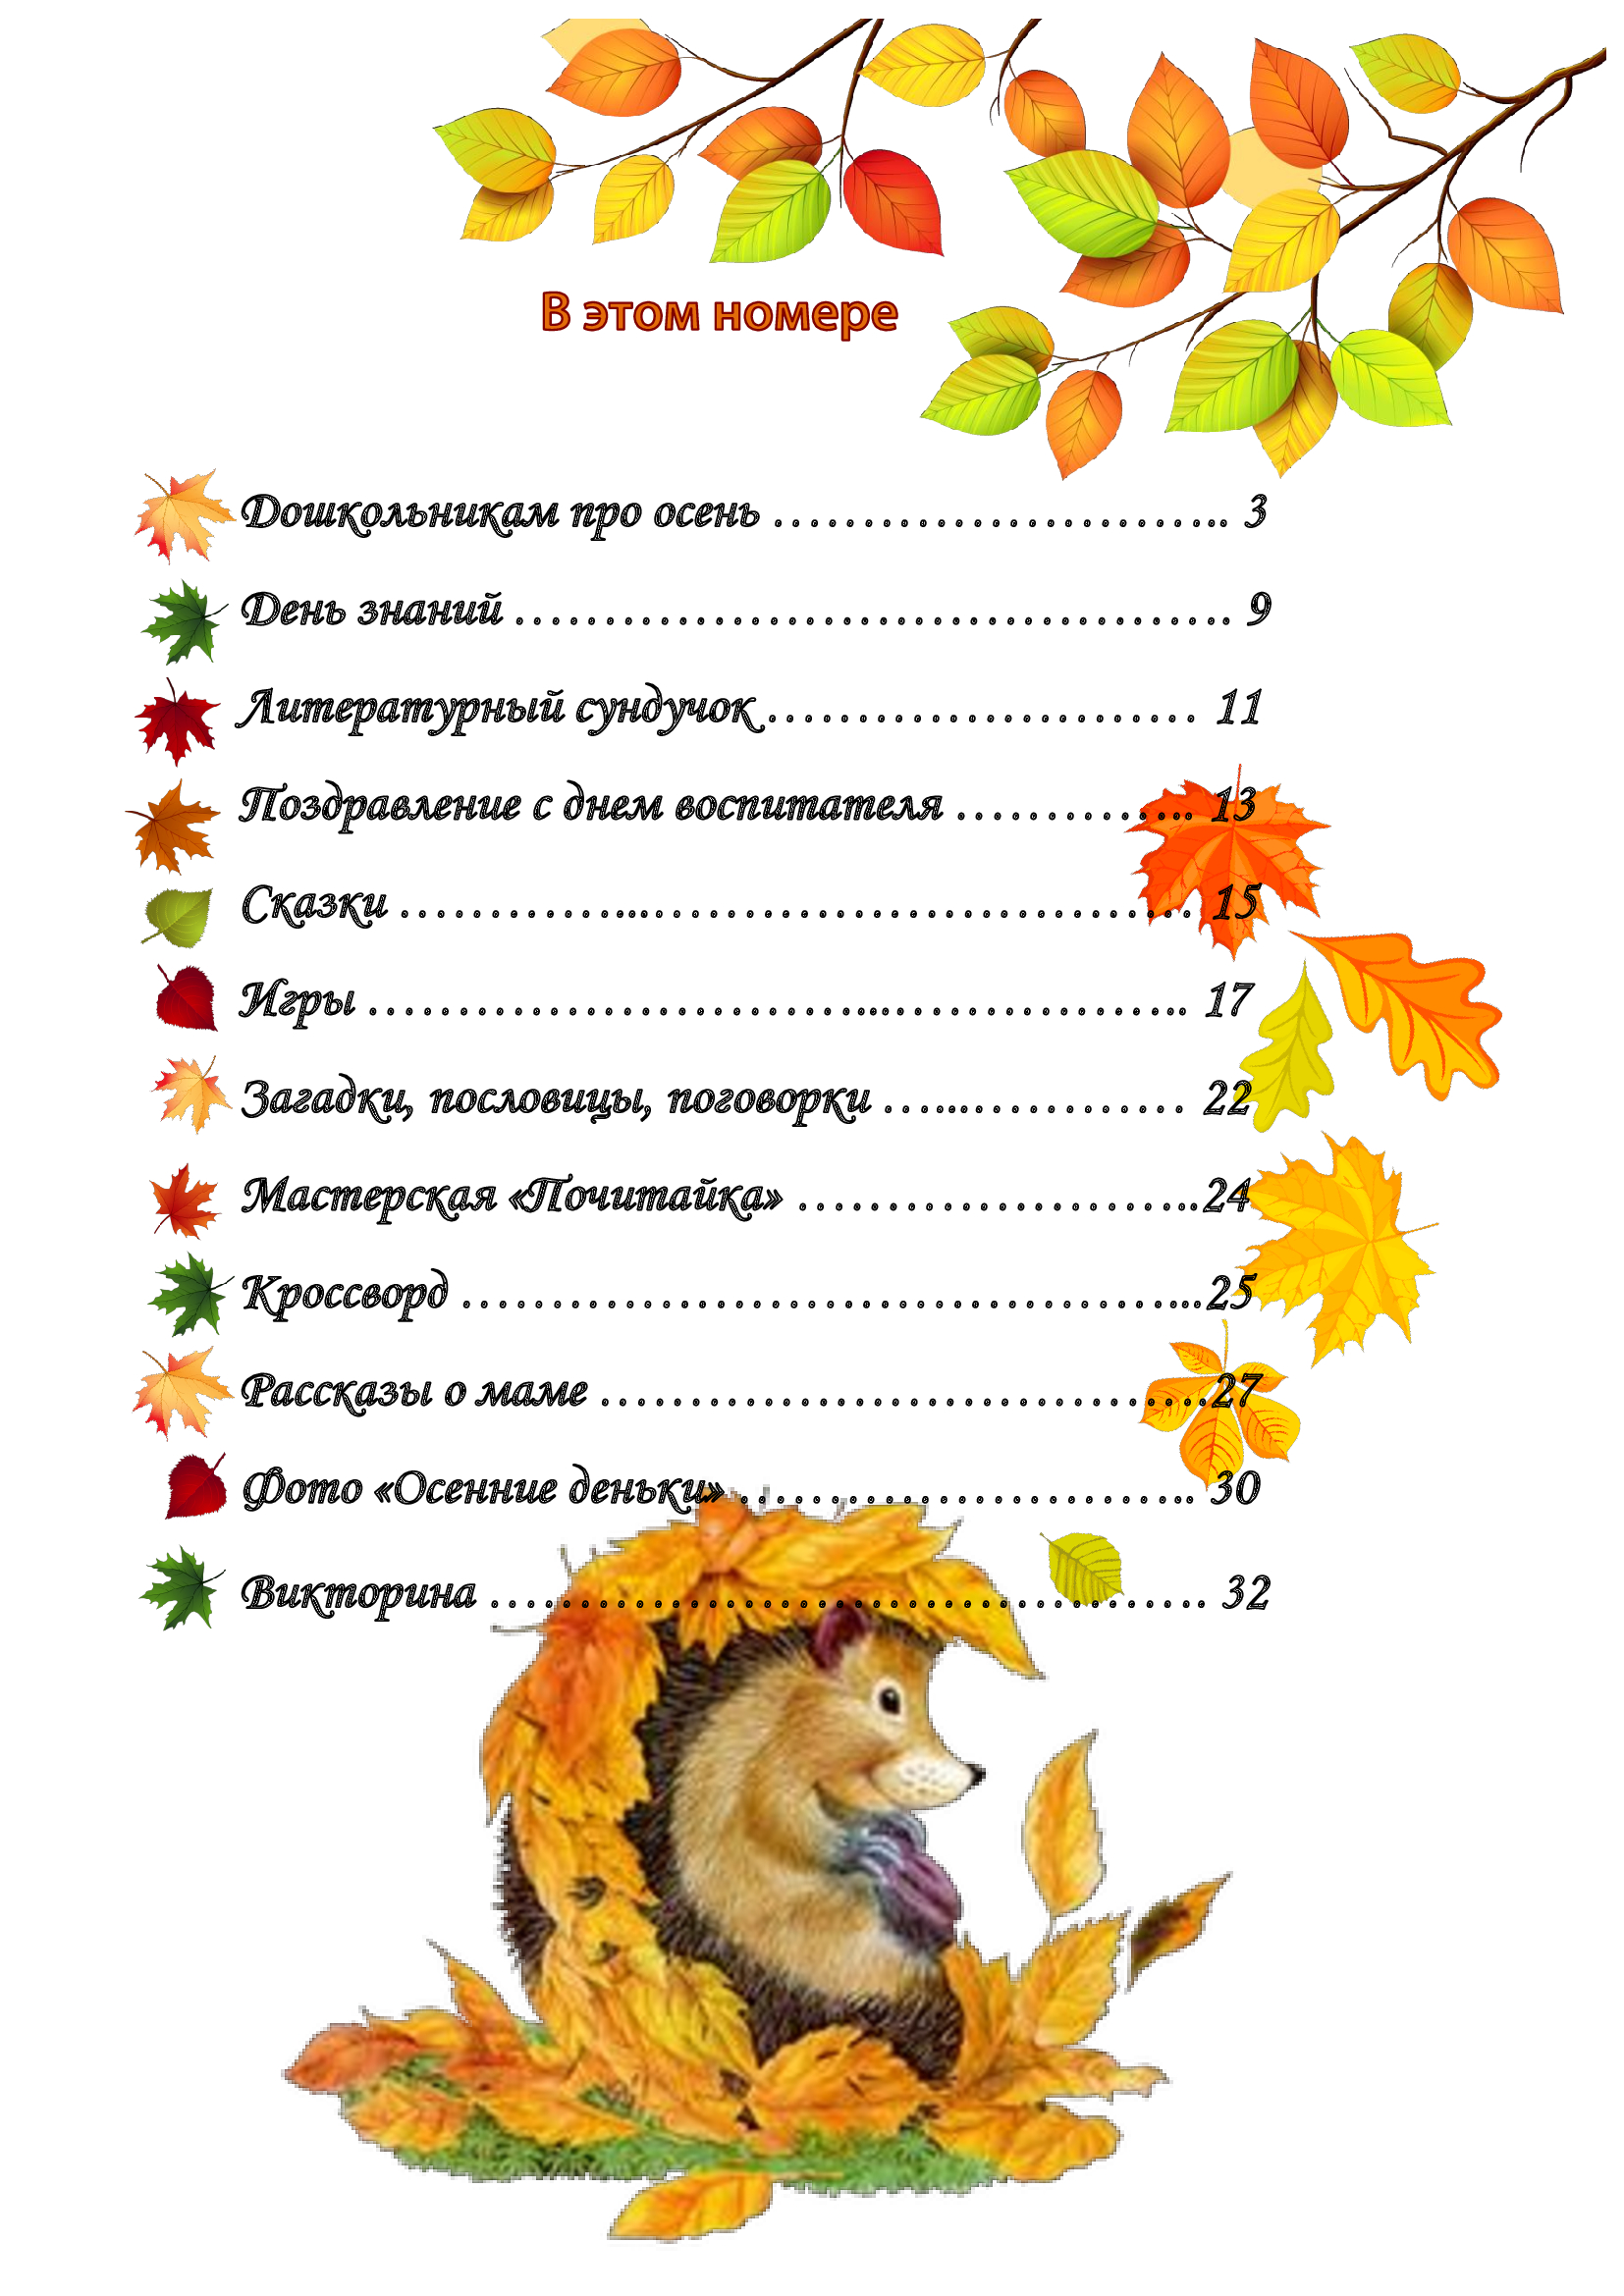 В этом номере
Дошкольникам про осень ……………………….. 3
День знаний …………………………………… 9
Литературный сундучок…………………… 11
Поздравление с днем воспитателя ………….. 13
Сказки …………...………………………… 15
Игры ………………………...…………….. 17
Загадки, пословицы, поговорки …...………… 22
Мастерская «Почитайка» …………………..24
Кроссворд …………………………………..25
Рассказы о маме ……………………………27
Фото «Осенние деньки» …………………….. 30
Викторина …………………………………… 32